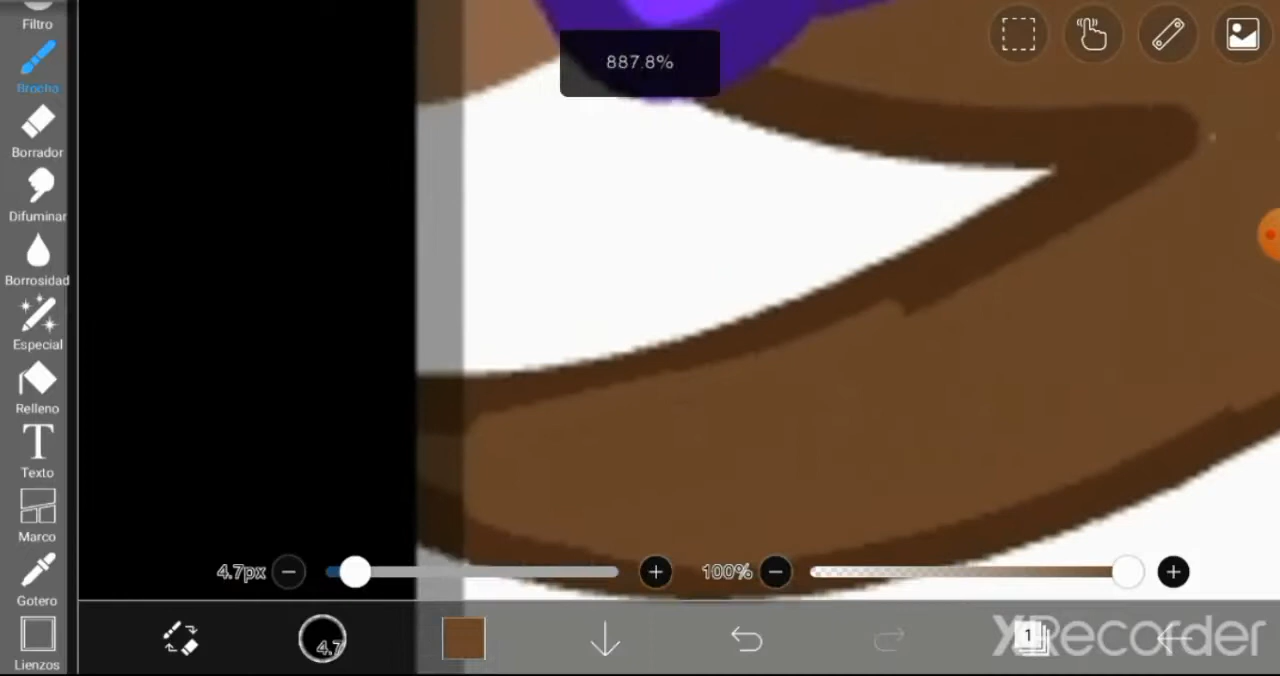 Filtro
Brocha
Borrador
Difuminar
Borrosidad
Especial
Relleno
Texto
Marco
Gotero
Lienzos
887.8%
4.7px
100%
4.7
1
XRecorder